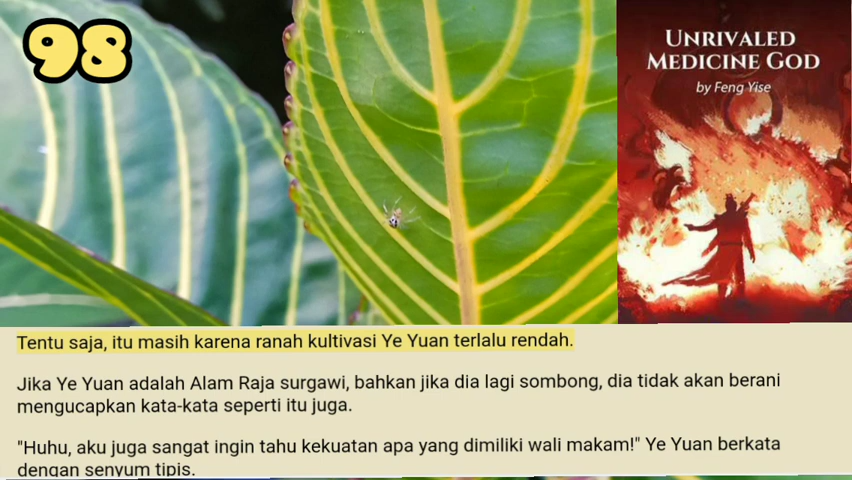 98
UNRIVALED
MEDICINE GOD
by Feng Yise
Tentu saja, itu masih karena ranah kultivasi Ye Yuan terlalu rendah.
Jika Ye Yuan adalah Alam Raja surgawi, bahkan jika dia lagi sombong, dia tidak akan berani
mengucapkan kata-kata seperti itu juga.
"Huhu, aku juga sangat ingin tahu kekuatan apa yang dimiliki wali makam!" Ye Yuan berkata
dengan senyum tipis.